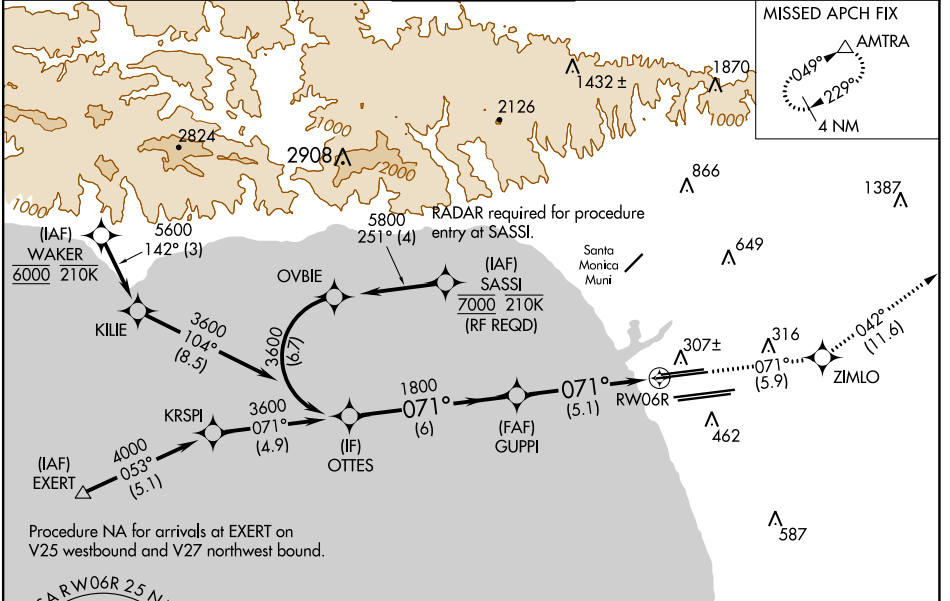 MISSED APCH FIX
AMTRA
049°
229°
4 NM
1432 ±
1870
2126
1000
1000
2824
2908
2000
1000
866
1387
5800
251° (4)
RADAR required for procedure
entry at SASSI.
5600
142° (3)
(IAF)
WAKER
6000 210K
Santa
Monica
Muni
649
OVBIE
(IAF)
SASSI
7000 210K
(RF REQD)
KILIE
3600
104°
(8.5)
3600
(6.7)
042°
(11.6)
307±
316
071°
(5.9)
ZIMLO
RW06R
1800
071°
(6)
071°
(5.1)
KRSPI
3600
071°
(4.9)
(IF)
OTTES
(FAF)
GUPPI
462
4000
053°
(5.1)
(IAF)
EXERT
587
Procedure NA for arrivals at EXERT on
V25 westbound and V27 northwest bound.
RW06R 25